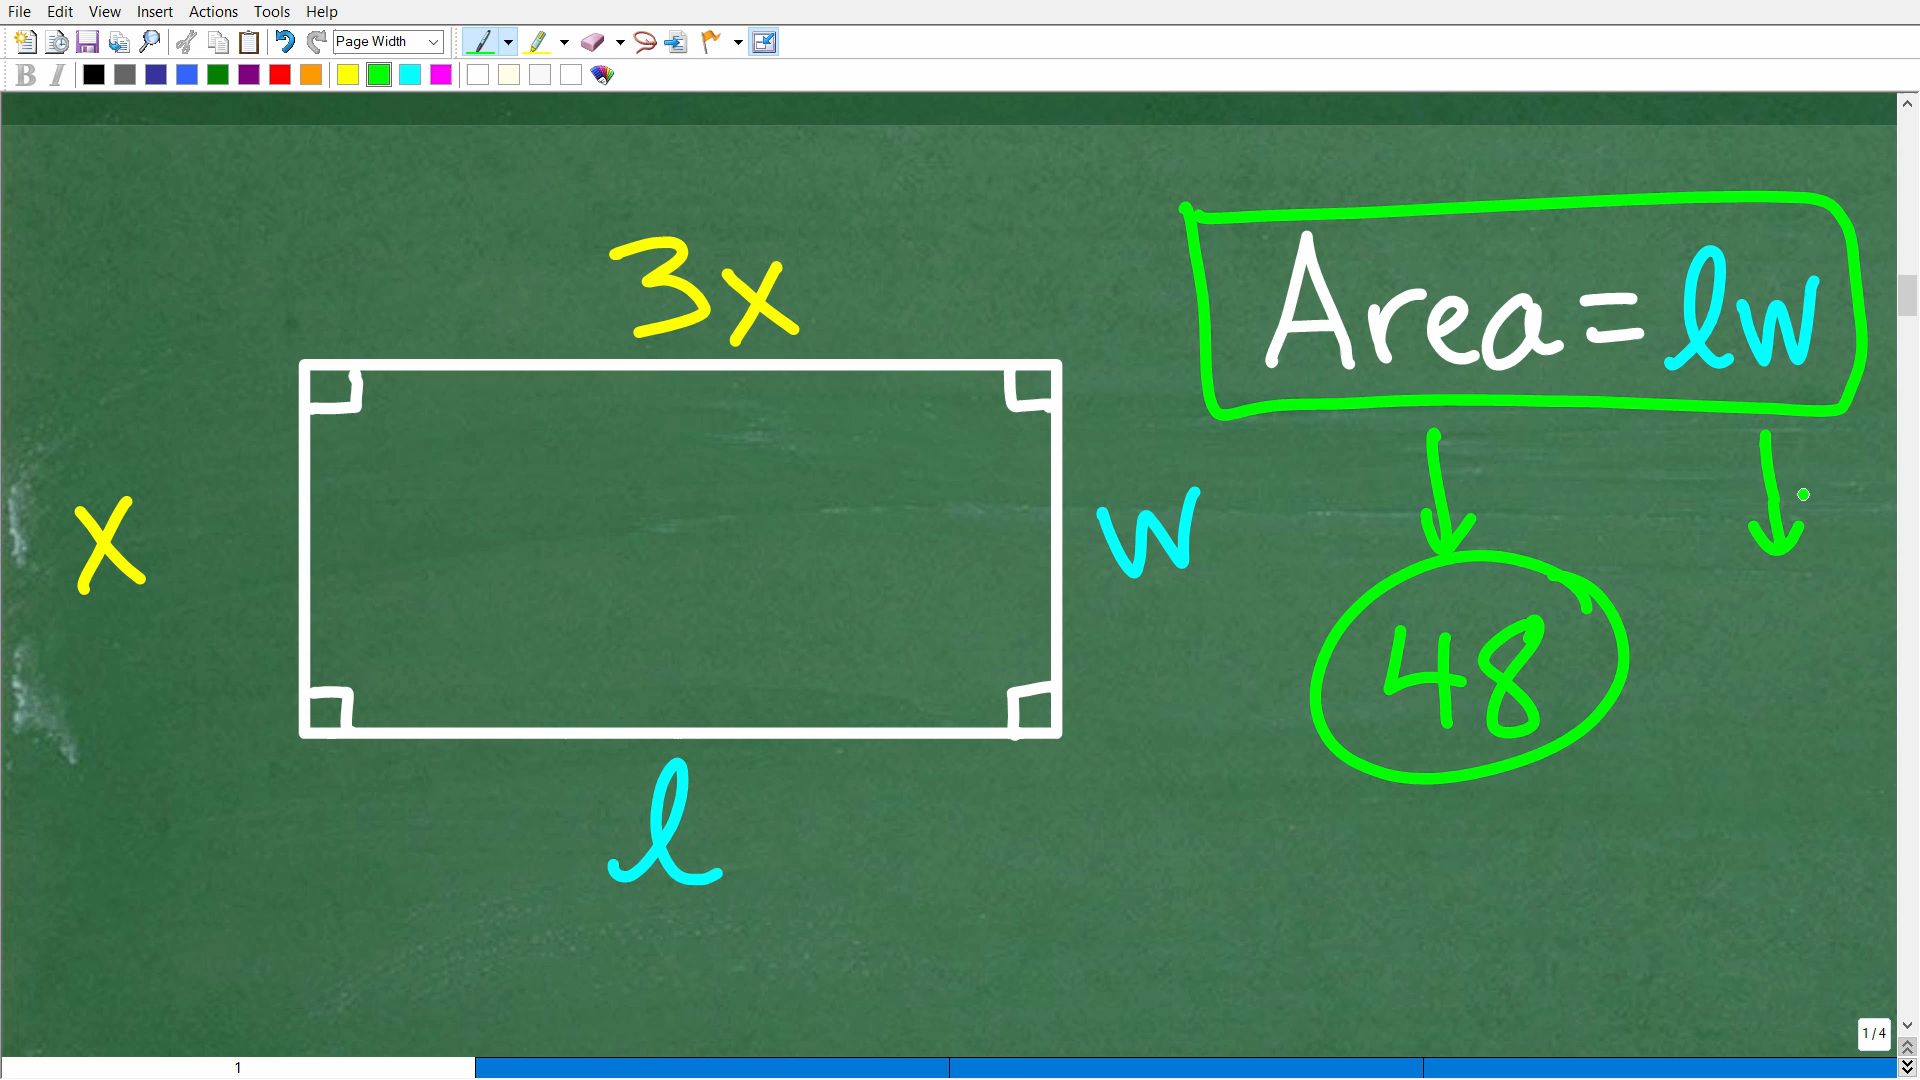 File Edit View Insert Actions Tools Help
Page Width
B I
3x
Area = lw
x
w
48
l
1 / 4
1